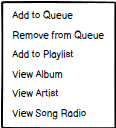 Add to Queue
Remove from Queue
Add to Playlist
View Album
View Artist
View Song Radio